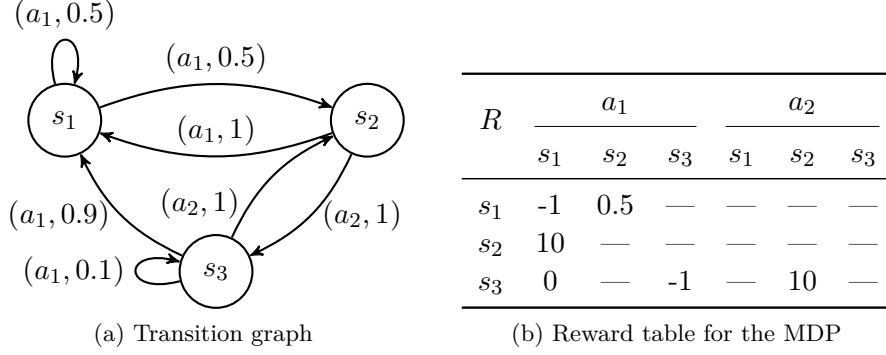 (a₁, 0.5)
(a₁, 0.5)
s₁
s₂
(a₁, 1)
(a₁, 0.9)
(a₂, 1)
(a₂, 1)
(a₁, 0.1)
s₃
(a) Transition graph
R a₁ a₂
s₁ s₂ s₃ s₁ s₂ s₃
s₁ -1 0.5 — — — —
s₂ 10 — — — — —
s₃ 0 — -1 — 10 —
(b) Reward table for the MDP